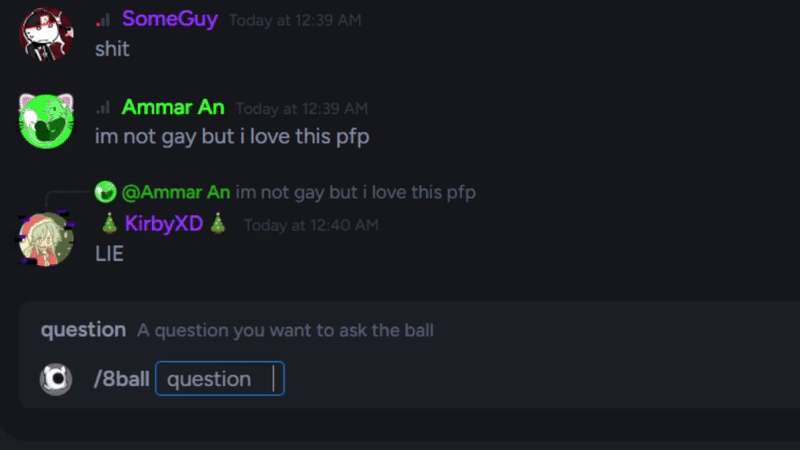 SomeGuy Today at 12:39 AM
shit
Ammar An Today at 12:39 AM
im not gay but i love this pfp
@Ammar An im not gay but i love this pfp
🎄 KirbyXD 🎄 Today at 12:40 AM
LIE
question A question you want to ask the ball
/8ball question